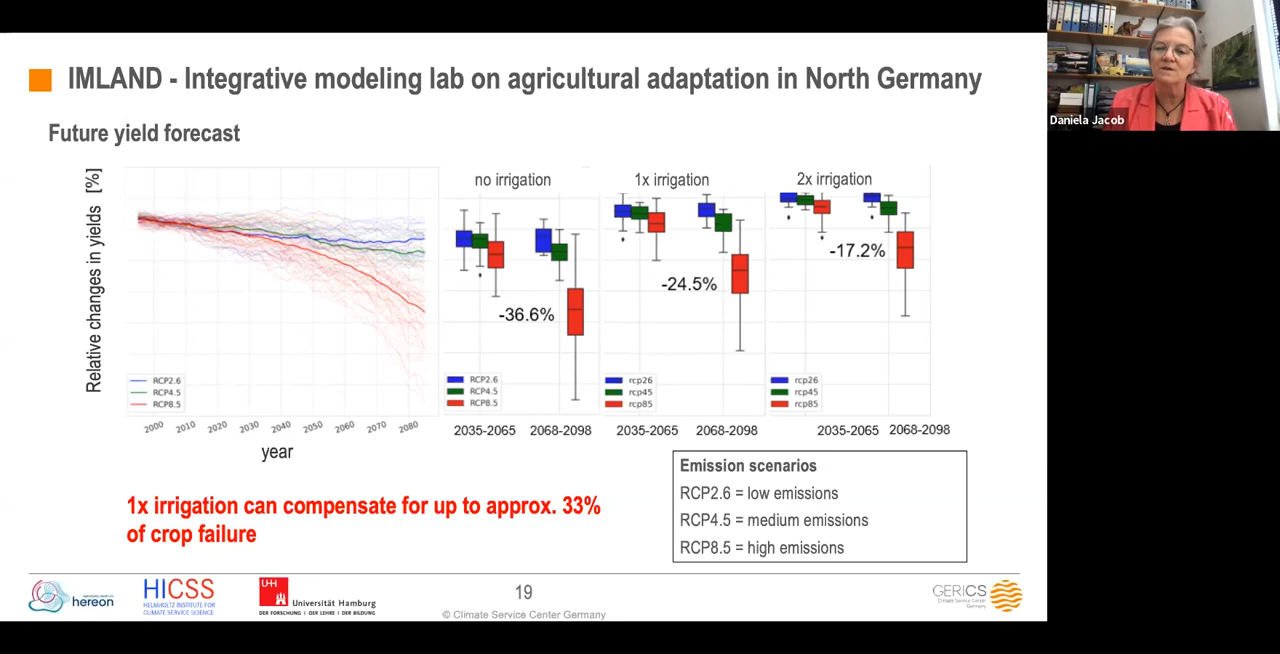 IMLAND - Integrative modeling lab on agricultural adaptation in North Germany
Daniela Jacob
Future yield forecast
Relative changes in yields [%]
no irrigation
1x irrigation
2x irrigation
-36.6%
-24.5%
-17.2%
RCP2.6
RCP4.5
RCP8.5
RCP2.6
RCP4.5
RCP8.5
rcp26
rcp45
rcp85
rcp26
rcp45
rcp85
2000 2010 2020 2030 2040 2050 2060 2070 2080
year
2035-2065 2068-2098
2035-2065 2068-2098
2035-2065 2068-2098
1x irrigation can compensate for up to approx. 33%
of crop failure
Emission scenarios
RCP2.6 = low emissions
RCP4.5 = medium emissions
RCP8.5 = high emissions
hereon
HICSS
HELMHOLTZ INSTITUTE FOR
CLIMATE SERVICE SCIENCE
UH
Universität Hamburg
DER FORSCHUNG | DER LEHRE | DER BILDUNG
19
© Climate Service Center Germany
GERICS
Climate Service Center
Germany